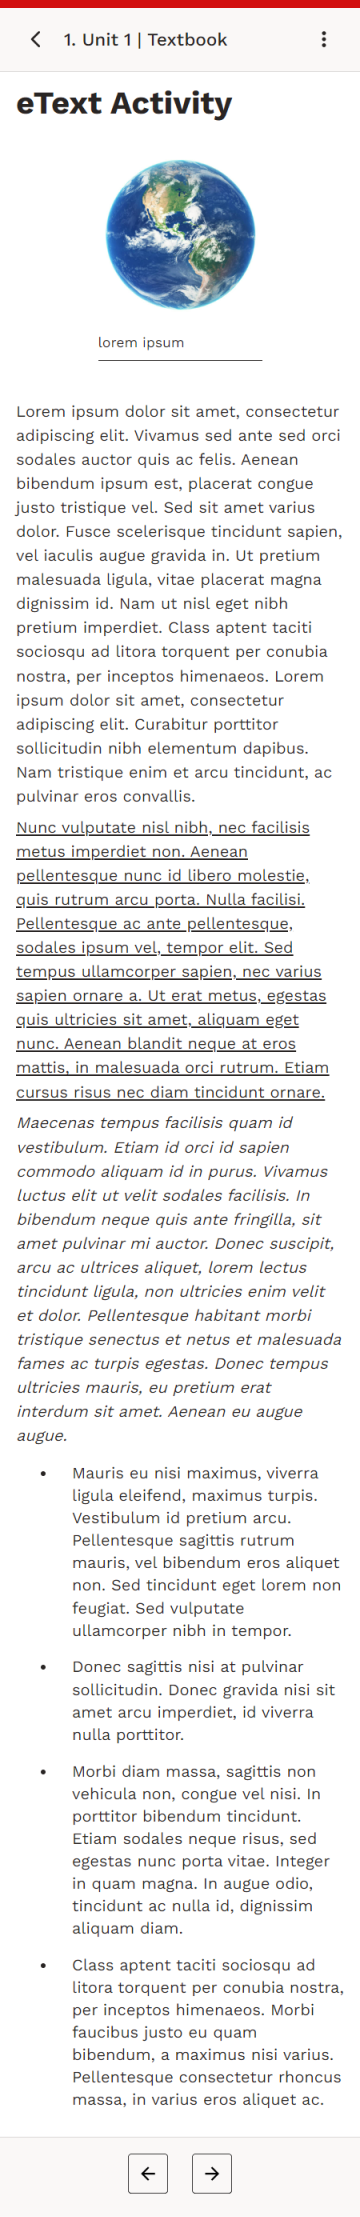 1. Unit 1 | Textbook
eText Activity
lorem ipsum
Lorem ipsum dolor sit amet, consectetur
adipiscing elit. Vivamus sed ante sed orci
sodales auctor quis ac felis. Aenean
bibendum ipsum est, placerat congue
justo tristique vel. Sed sit amet varius
dolor. Fusce scelerisque tincidunt sapien,
vel iaculis augue gravida in. Ut pretium
malesuada ligula, vitae placerat magna
dignissim id. Nam ut nisl eget nibh
pretium imperdiet. Class aptent taciti
sociosqu ad litora torquent per conubia
nostra, per inceptos himenaeos. Lorem
ipsum dolor sit amet, consectetur
adipiscing elit. Curabitur porttitor
sollicitudin nibh elementum dapibus.
Nam tristique enim et arcu tincidunt, ac
pulvinar eros convallis.
Nunc vulputate nisl nibh, nec facilisis
metus imperdiet non. Aenean
pellentesque nunc id libero molestie,
quis rutrum arcu porta. Nulla facilisi.
Pellentesque ac ante pellentesque,
sodales ipsum vel, tempor elit. Sed
tempus ullamcorper sapien, nec varius
sapien ornare a. Ut erat metus, egestas
quis ultricies sit amet, aliquam eget
nunc. Aenean blandit neque at eros
mattis, in malesuada orci rutrum. Etiam
cursus risus nec diam tincidunt ornare.
Maecenas tempus facilisis quam id
vestibulum. Etiam id orci id sapien
commodo aliquam id in purus. Vivamus
luctus elit ut velit sodales facilisis. In
bibendum neque quis ante fringilla, sit
amet pulvinar mi auctor. Donec suscipit,
arcu ac ultrices aliquet, lorem lectus
tincidunt ligula, non ultricies enim velit
et dolor. Pellentesque habitant morbi
tristique senectus et netus et malesuada
fames ac turpis egestas. Donec tempus
ultricies mauris, eu pretium erat
interdum sit amet. Aenean eu augue
augue.
• Mauris eu nisi maximus, viverra
ligula eleifend, maximus turpis.
Vestibulum id pretium arcu.
Pellentesque sagittis rutrum
mauris, vel bibendum eros aliquet
non. Sed tincidunt eget lorem non
feugiat. Sed vulputate
ullamcorper nibh in tempor.
• Donec sagittis nisi at pulvinar
sollicitudin. Donec gravida nisi sit
amet arcu imperdiet, id viverra
nulla porttitor.
• Morbi diam massa, sagittis non
vehicula non, congue vel nisi. In
porttitor bibendum tincidunt.
Etiam sodales neque risus, sed
egestas nunc porta vitae. Integer
in quam magna. In augue odio,
tincidunt ac nulla id, dignissim
aliquam diam.
• Class aptent taciti sociosqu ad
litora torquent per conubia nostra,
per inceptos himenaeos. Morbi
faucibus justo eu quam
bibendum, a maximus nisi varius.
Pellentesque consectetur rhoncus
massa, in varius eros aliquet ac.